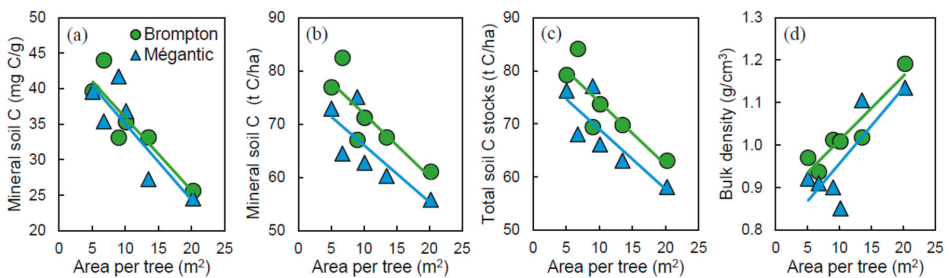 (a)
Brompton
Mégantic
Mineral soil C (mg C/g)
50
45
40
35
30
25
20
0 5 10 15 20 25
Area per tree (m²)
(b)
Mineral soil C (t C/ha)
90
80
70
60
50
0 5 10 15 20 25
Area per tree (m²)
(c)
Total soil C stocks (t C/ha)
90
80
70
60
50
0 5 10 15 20 25
Area per tree (m²)
(d)
Bulk density (g/cm³)
1.3
1.2
1.1
1.0
0.9
0.8
0 5 10 15 20 25
Area per tree (m²)